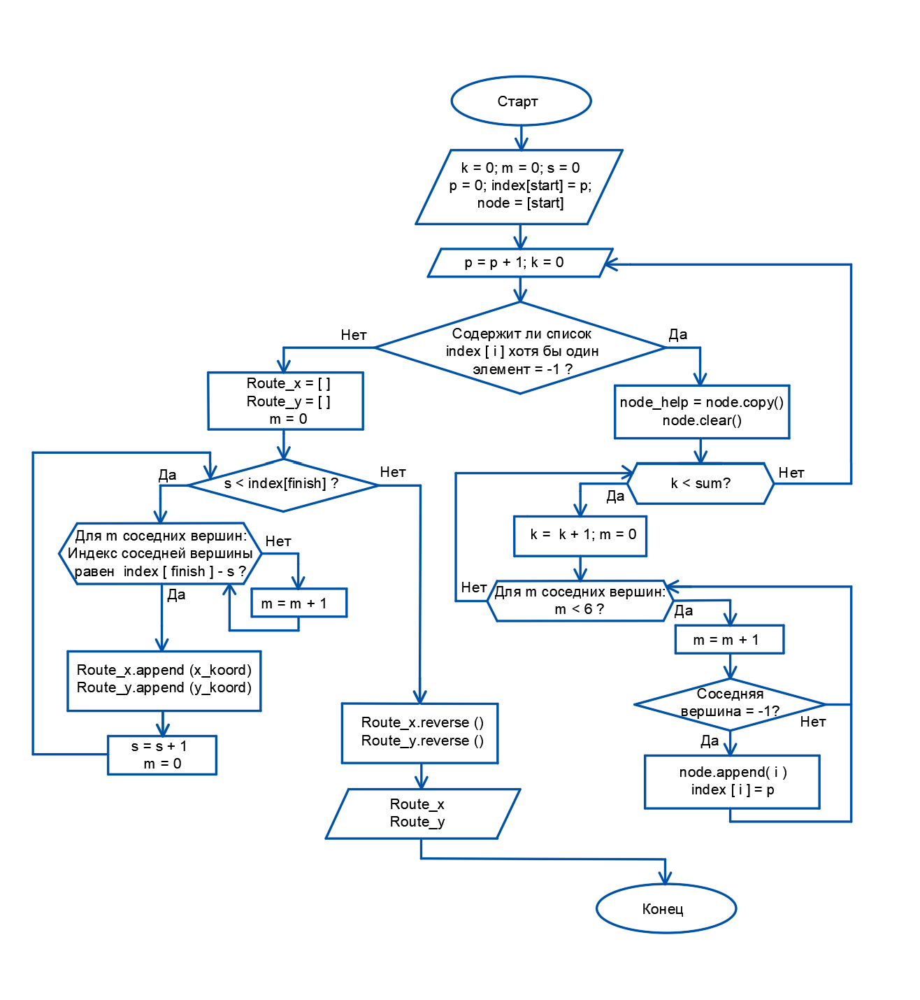 Старт
k = 0; m = 0; s = 0
p = 0; index[start] = p;
node = [start]
p = p + 1; k = 0
Содержит ли список
index [ i ] хотя бы один
элемент = -1 ?
Нет
Да
Route_x = [ ]
Route_y = [ ]
m = 0
node_help = node.copy()
node.clear()
s < index[finish] ?
Да
Нет
k < sum?
Нет
Да
k = k + 1; m = 0
Для m соседних вершин:
Индекс соседней вершины
равен index [ finish ] - s ?
Нет
Да
m = m + 1
Для m соседних вершин:
m < 6 ?
Нет
Да
m = m + 1
Route_x.append (x_koord)
Route_y.append (y_koord)
s = s + 1
m = 0
Соседняя
вершина = -1?
Нет
Да
node.append( i )
index [ i ] = p
Route_x.reverse ()
Route_y.reverse ()
Route_x
Route_y
Конец